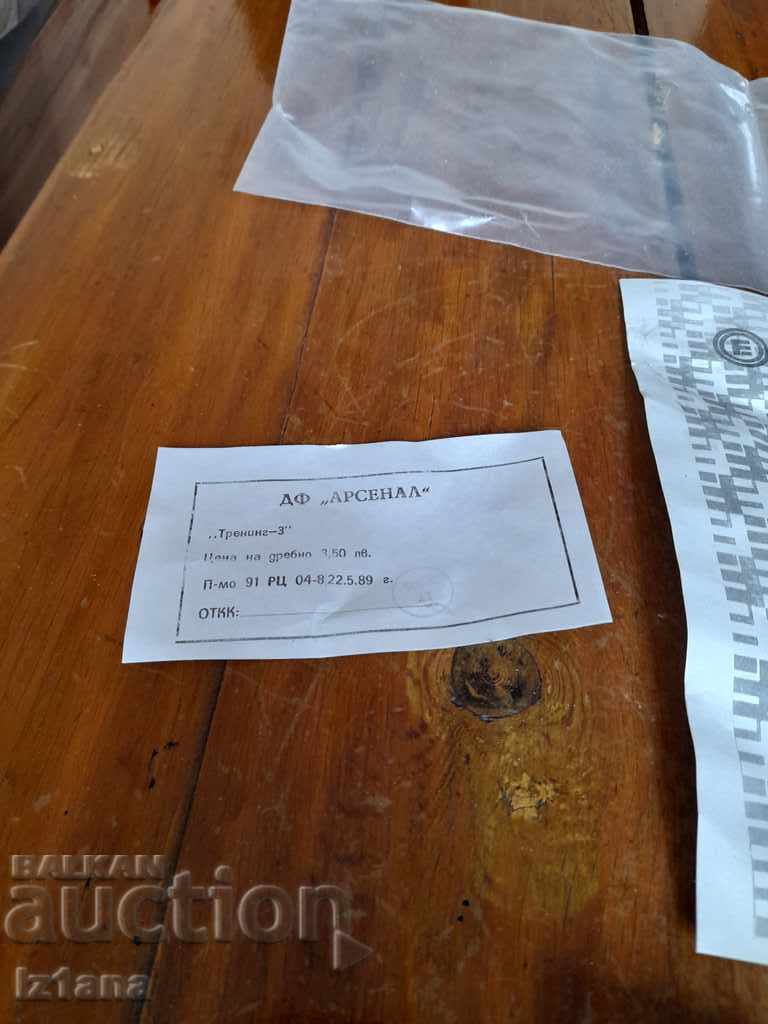 ДФ „АРСЕНАЛ“
„Тренинг-3"
Цена на дребно 3,50 лв.
П-мо 91 РЦ 04-8,22.5.89 г.
ОТКК:
BALKAN
auction
Iz1ana